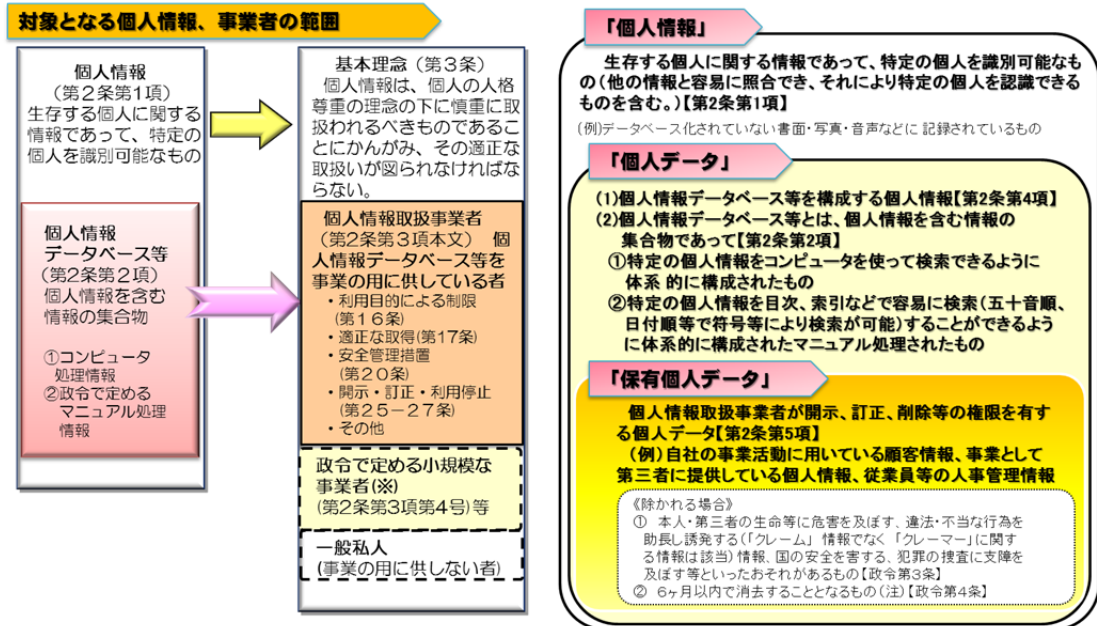 対象となる個人情報、事業者の範囲
個人情報
(第2条第1項)
生存する個人に関する
情報であって、特定の
個人を識別可能なもの
個人情報
データベース等
(第2条第2項)
個人情報を含む
情報の集合物
①コンピュータ
処理情報
②政令で定める
マニュアル処理
情報
基本理念(第3条)
個人情報は、個人の人格
尊重の理念の下に慎重に取
扱われるべきものであるこ
とにかんがみ、その適正な
取扱いが図られなければな
らない。
個人情報取扱事業者
(第2条第3項本文) 個
人情報データベース等を
事業の用に供している者
・利用目的による制限
(第16条)
・適正な取得(第17条)
・安全管理措置
(第20条)
・開示・訂正・利用停止
(第25-27条)
・その他
政令で定める小規模な
事業者(※)
(第2条第3項第4号)等
一般私人
(事業の用に供しない者)
「個人情報」
生存する個人に関する情報であって、特定の個人を識別可能なも
の(他の情報と容易に照合でき、それにより特定の個人を認識できる
ものを含む。)【第2条第1項】
(例)データベース化されていない書面・写真・音声などに 記録されているもの
「個人データ」
(1)個人情報データベース等を構成する個人情報【第2条第4項】
(2)個人情報データベース等とは、個人情報を含む情報の
集合物であって【第2条第2項】
①特定の個人情報をコンピュータを使って検索できるように
体系 的に構成されたもの
②特定の個人情報を目次、索引などで容易に検索(五十音順、
日付順等で符号等により検索が可能)することができるよう
に体系的に構成されたマニュアル処理されたもの
「保有個人データ」
個人情報取扱事業者が開示、訂正、削除等の権限を有す
る個人データ【第2条第5項】
(例)自社の事業活動に用いている顧客情報、事業として
第三者に提供している個人情報、従業員等の人事管理情報
《除かれる場合》
① 本人・第三者の生命等に危害を及ぼす、違法・不当な行為を
助長し誘発する(「クレーム」 情報でなく 「クレーマー」に関す
る情報は該当)情報、国の安全を害する、犯罪の捜査に支障を
及ぼす等といったおそれがあるもの【政令第3条】
② 6ヶ月以内で消去することとなるもの(注)【政令第4条】